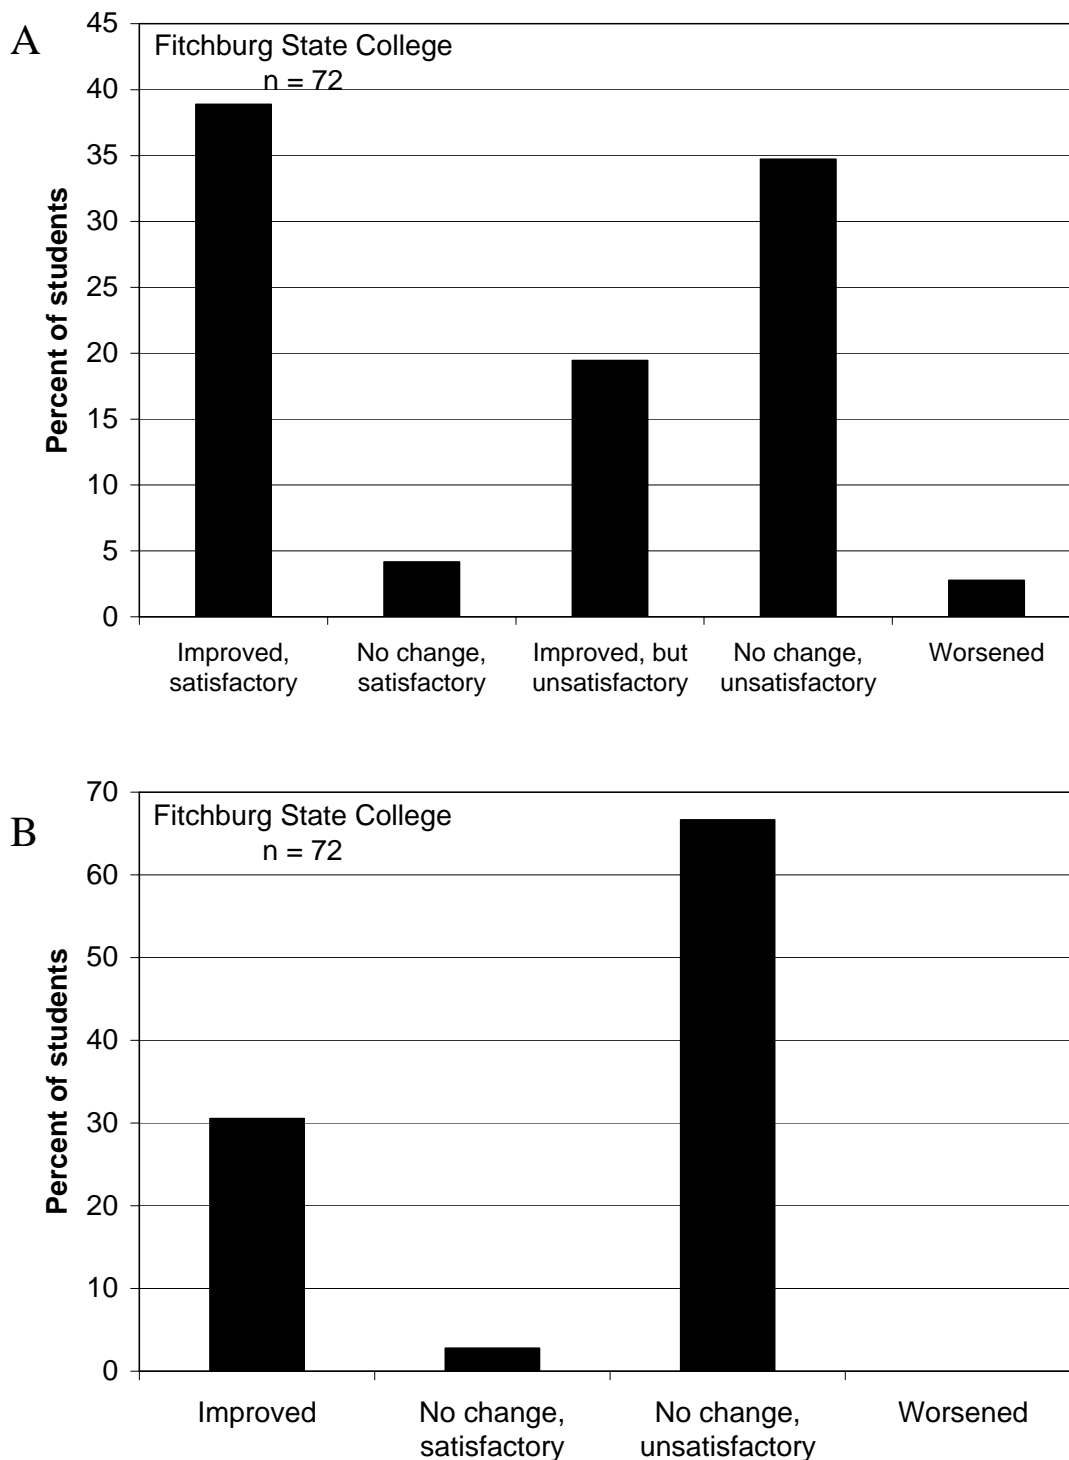 A
Fitchburg State College
n = 72
Percent of students
45
40
35
30
25
20
15
10
5
0
Improved, satisfactory
No change, satisfactory
Improved, but unsatisfactory
No change, unsatisfactory
Worsened
B
Fitchburg State College
n = 72
Percent of students
70
60
50
40
30
20
10
0
Improved
No change, satisfactory
No change, unsatisfactory
Worsened